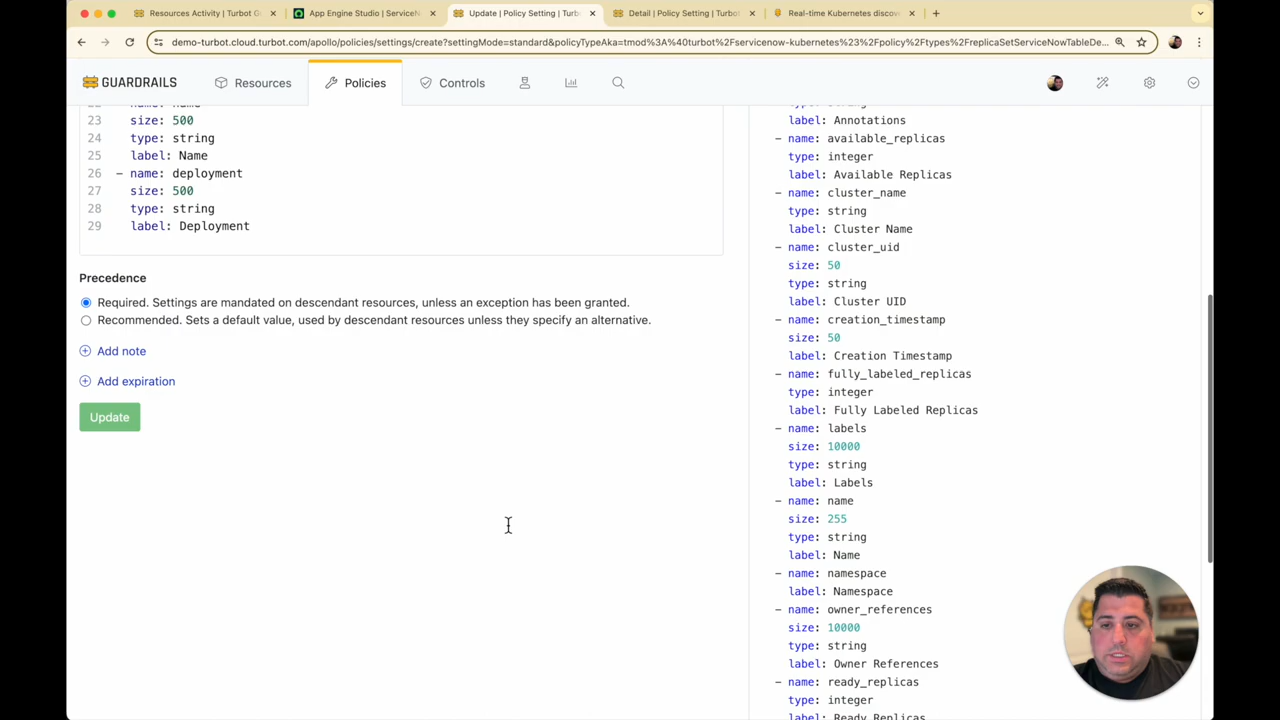 Resources Activity | Turbot G
App Engine Studio | ServiceN
Update | Policy Setting | Turb
Detail | Policy Setting | Turbot
Real-time Kubernetes discov
demo-turbot.cloud.turbot.com/apollo/policies/settings/create?settingMode=standard&policyTypeAka=tmod%3A%40turbot%2Fservicenow-kubernetes%23%2Fpolicy%2Ftypes%2FreplicaSetServiceNowTableDe...
GUARDRAILS
Resources
Policies
Controls
23 size: 500
24 type: string
25 label: Name
26 - name: deployment
27 size: 500
28 type: string
29 label: Deployment
Precedence
Required. Settings are mandated on descendant resources, unless an exception has been granted.
Recommended. Sets a default value, used by descendant resources unless they specify an alternative.
Add note
Add expiration
Update
label: Annotations
- name: available_replicas
type: integer
label: Available Replicas
- name: cluster_name
type: string
label: Cluster Name
- name: cluster_uid
size: 50
type: string
label: Cluster UID
- name: creation_timestamp
size: 50
label: Creation Timestamp
- name: fully_labeled_replicas
type: integer
label: Fully Labeled Replicas
- name: labels
size: 10000
type: string
label: Labels
- name: name
size: 255
type: string
label: Name
- name: namespace
label: Namespace
- name: owner_references
size: 10000
type: string
label: Owner References
- name: ready_replicas
type: integer
label: Ready Replicas